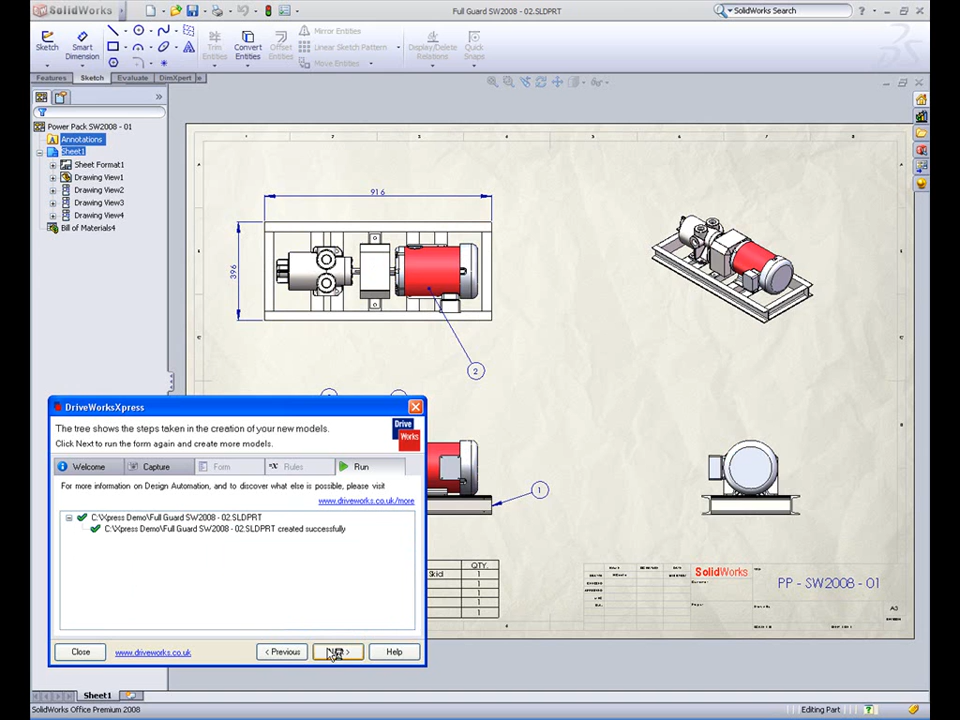 SolidWorks
Full Guard SW2008 - 02.SLDPRT
SolidWorks Search
Sketch
Smart Dimension
Trim Entities
Convert Entities
Offset Entities
Mirror Entities
Linear Sketch Pattern
Move Entities
Display/Delete Relations
Quick Snaps
Features
Sketch
Evaluate
DimXpert
Power Pack SW2008 - 01
Annotations
Sheet1
Sheet Format1
Drawing View1
Drawing View2
Drawing View3
Drawing View4
Bill of Materials4
916
396
2
1
DriveWorksXpress
The tree shows the steps taken in the creation of your new models.
Click Next to run the form again and create more models.
Drive
Works
Welcome
Capture
Form
Rules
Run
For more information on Design Automation, and to discover what else is possible, please visit
www.driveworks.co.uk/more
C:\Xpress Demo\Full Guard SW2008 - 02.SLDPRT
C:\Xpress Demo\Full Guard SW2008 - 02.SLDPRT created successfully
Close
www.driveworks.co.uk
< Previous
Help
QTY.
Skid
1
1
1
1
1
SolidWorks
PP - SW2008 - 01
A3
Sheet1
SolidWorks Office Premium 2008
Editing Part